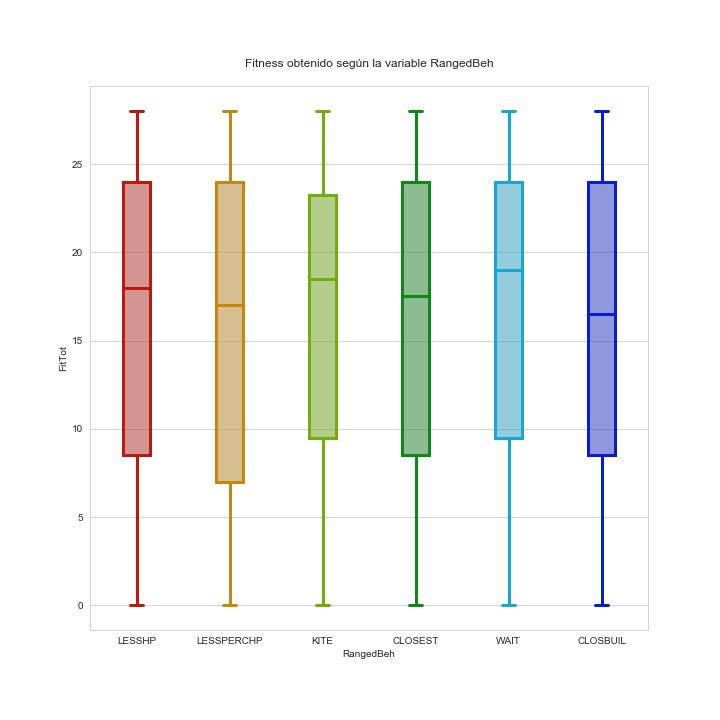 Fitness obtenido según la variable RangedBeh
FitTot
25
20
15
10
5
0
LESSHP LESSPERCHP KITE CLOSEST WAIT CLOSBUIL
RangedBeh